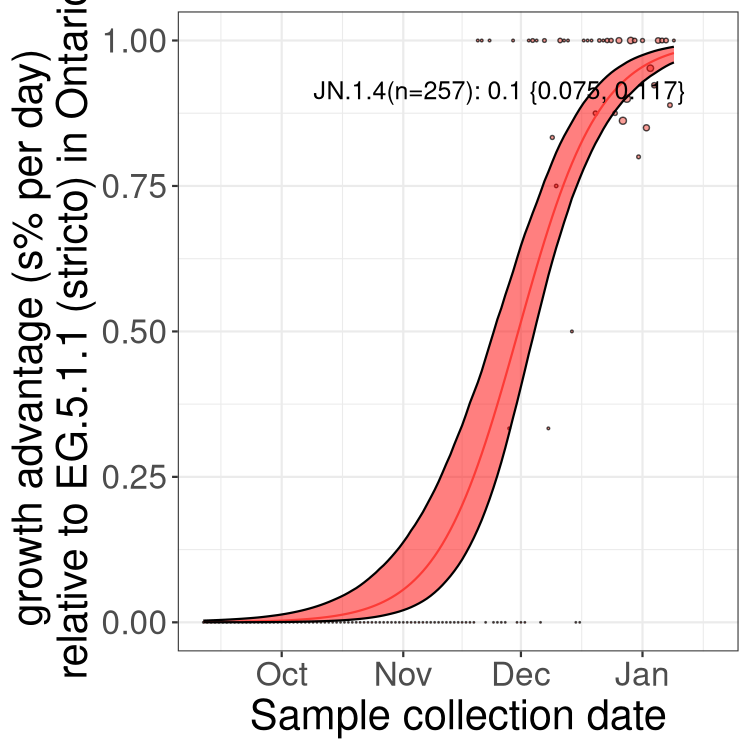 growth advantage (s% per day)
relative to EG.5.1.1 (stricto) in Ontario
1.00
0.75
0.50
0.25
0.00
JN.1.4(n=257): 0.1 {0.075, 0.117}
Oct Nov Dec Jan
Sample collection date